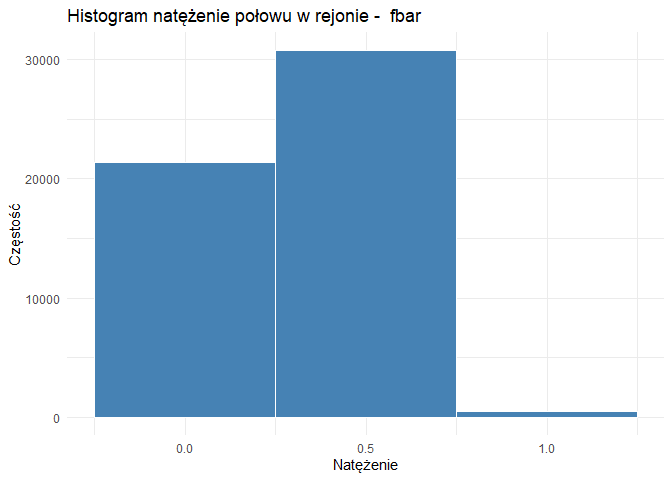 Histogram natężenie połowu w rejonie -  fbar
30000
20000
10000
0
Częstość
0.0 0.5 1.0
Natężenie